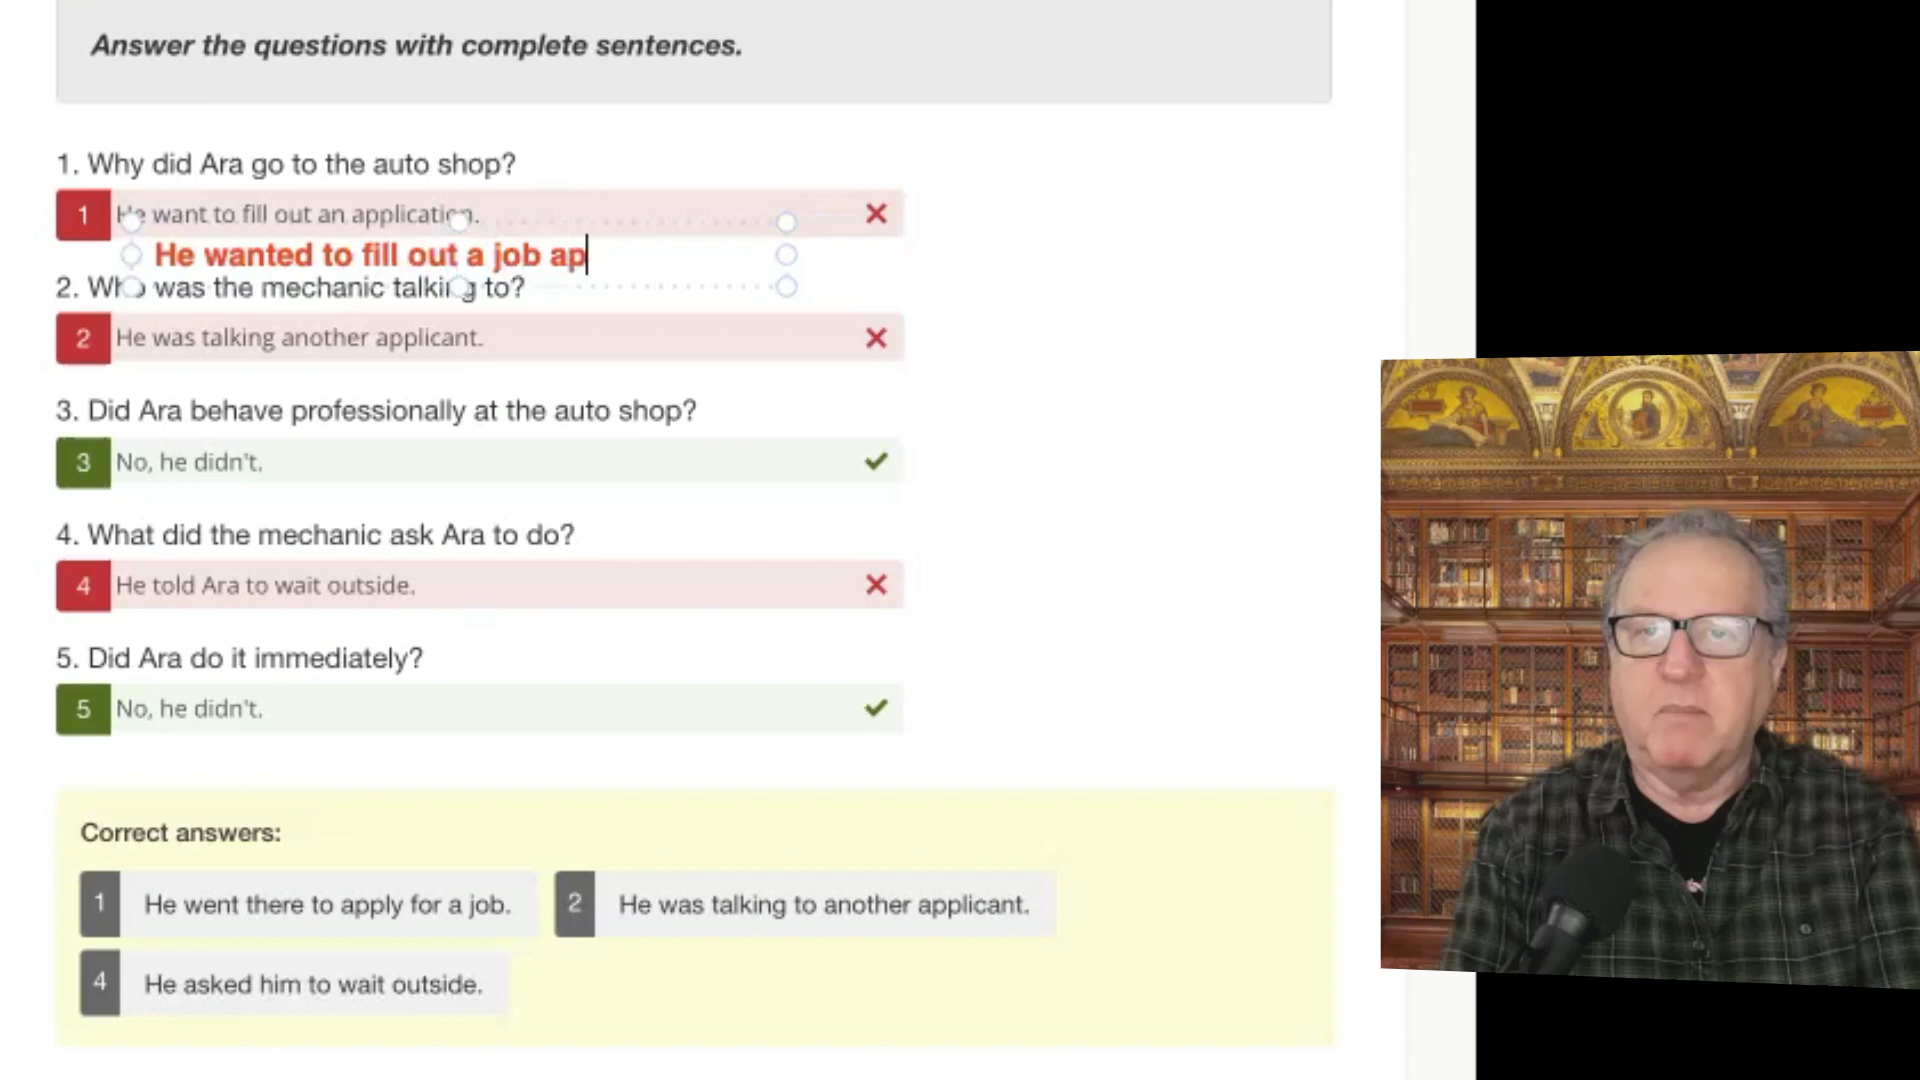 Answer the questions with complete sentences.
1. Why did Ara go to the auto shop?
1 He want to fill out an application.
He wanted to fill out a job ap
2. Who was the mechanic talking to?
2 He was talking another applicant.
3. Did Ara behave professionally at the auto shop?
3 No, he didn't.
4. What did the mechanic ask Ara to do?
4 He told Ara to wait outside.
5. Did Ara do it immediately?
5 No, he didn't.
Correct answers:
1 He went there to apply for a job. 2 He was talking to another applicant.
4 He asked him to wait outside.